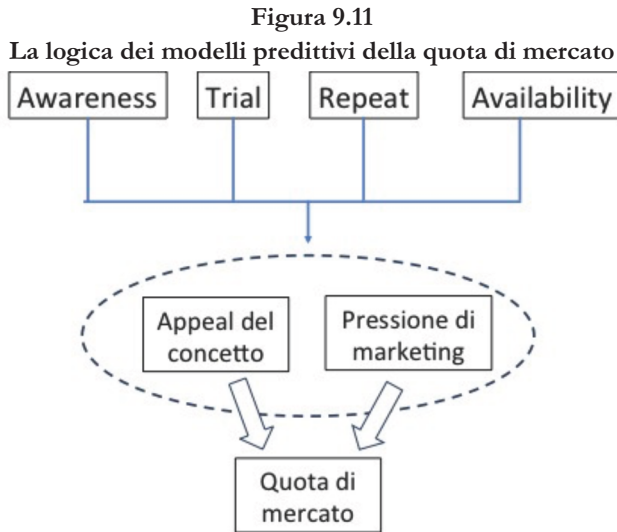 Figura 9.11
La logica dei modelli predittivi della quota di mercato
Awareness Trial Repeat Availability
Appeal del Pressione di
concetto marketing
Quota di
mercato